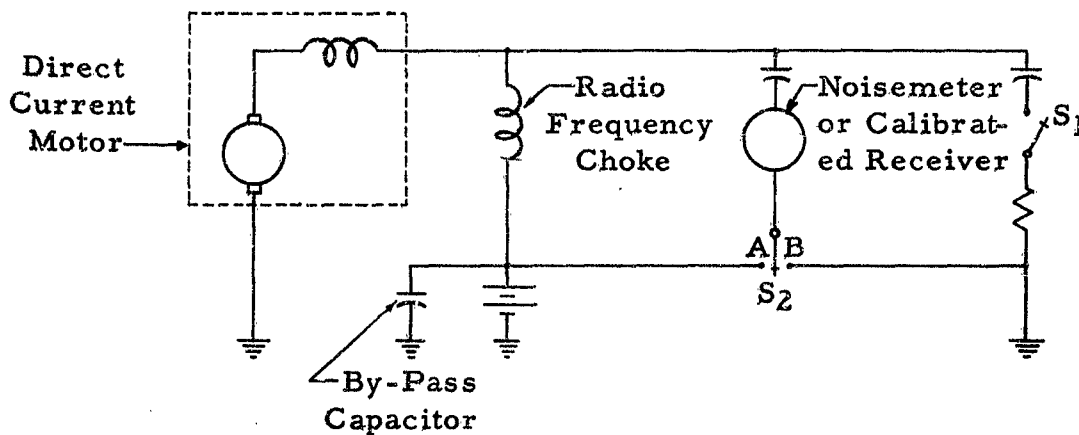 Direct
Current
Motor
Radio
Frequency
Choke
Noisemeter
or Calibrat-
ed Receiver
S1
A B
S2
By-Pass
Capacitor